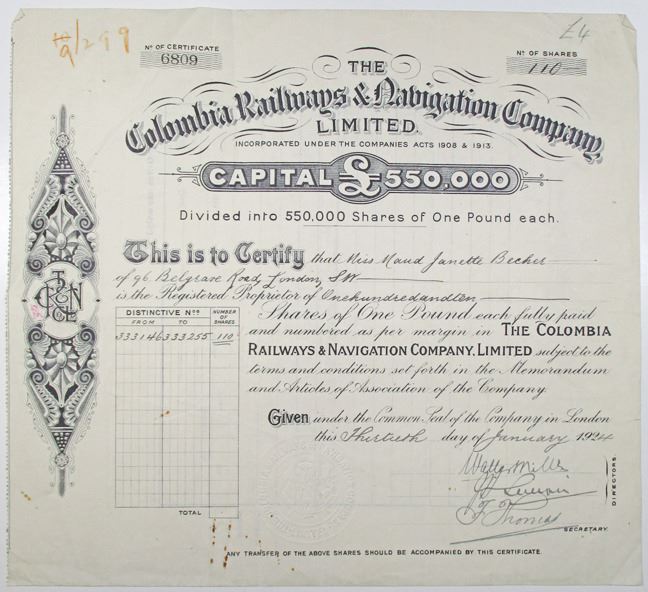 £4
9/299
Nº OF CERTIFICATE
6809
Nº OF SHARES
110
THE
Colombia Railways & Navigation Company,
LIMITED.
INCORPORATED UNDER THE COMPANIES ACTS 1908 & 1913.
CAPITAL £550,000
Divided into 550,000 Shares of One Pound each.
This is to Certify that Miss Maud Janette Becker
of 96 Belgrave Road, London, S.W.
is the Registered Proprietor of Onehundredandten
Shares of One Pound each fully paid
and numbered as per margin in THE COLOMBIA
RAILWAYS & NAVIGATION COMPANY, LIMITED subject to the
terms and conditions set forth in the Memorandum
and Articles of Association of the Company.
DISTINCTIVE Nºs
FROM TO
NUMBER OF SHARES
333146 333255 110
TOTAL
Given under the Common Seal of the Company in London
this Thirtieth day of January 1924
Walter Mills
DIRECTORS
Thomas
SECRETARY.
ANY TRANSFER OF THE ABOVE SHARES SHOULD BE ACCOMPANIED BY THIS CERTIFICATE.